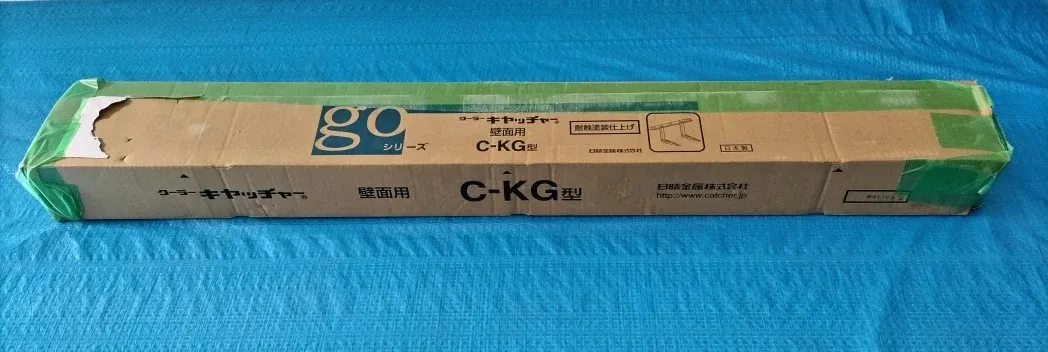 go
シリーズ
クーラーキャッチャー
壁面用
C-KG型
耐蝕塗装仕上げ
日晴金属株式会社
日本製
クーラーキャッチャー®
壁面用
C-KG型
日晴金属株式会社
http://www.catcher.jp